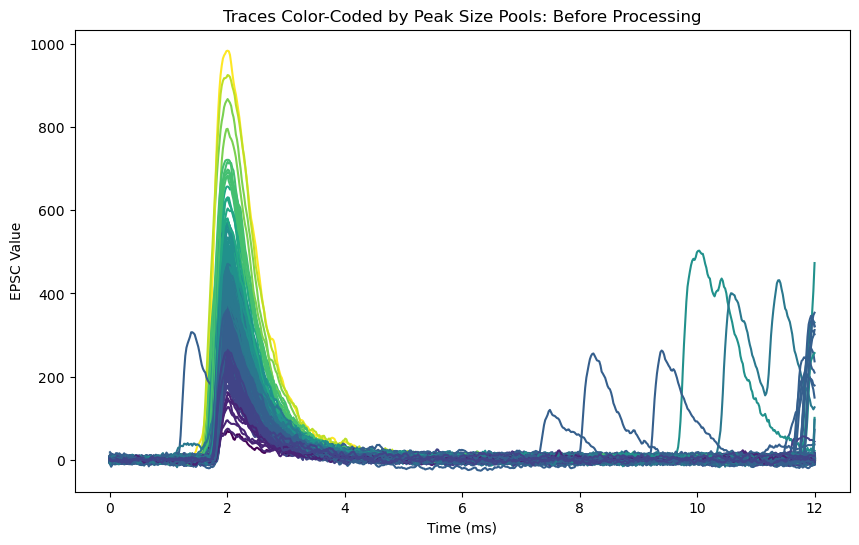 Traces Color-Coded by Peak Size Pools: Before Processing
1000
800
600
400
200
0
EPSC Value
0 2 4 6 8 10 12
Time (ms)